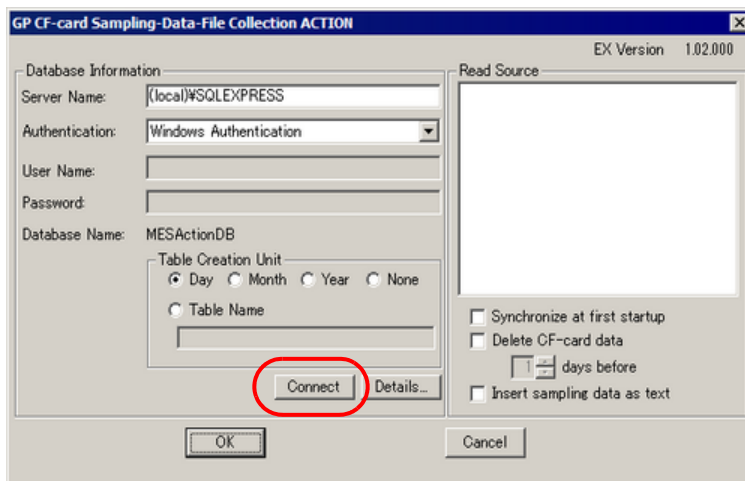 GP CF-card Sampling-Data-File Collection ACTION
EX Version 1.02.000
Database Information
Server Name: (local)¥SQLEXPRESS
Authentication: Windows Authentication
User Name:
Password:
Database Name: MESActionDB
Table Creation Unit
Day Month Year None
Table Name
Connect Details...
Read Source
Synchronize at first startup
Delete CF-card data
1 days before
Insert sampling data as text
OK Cancel